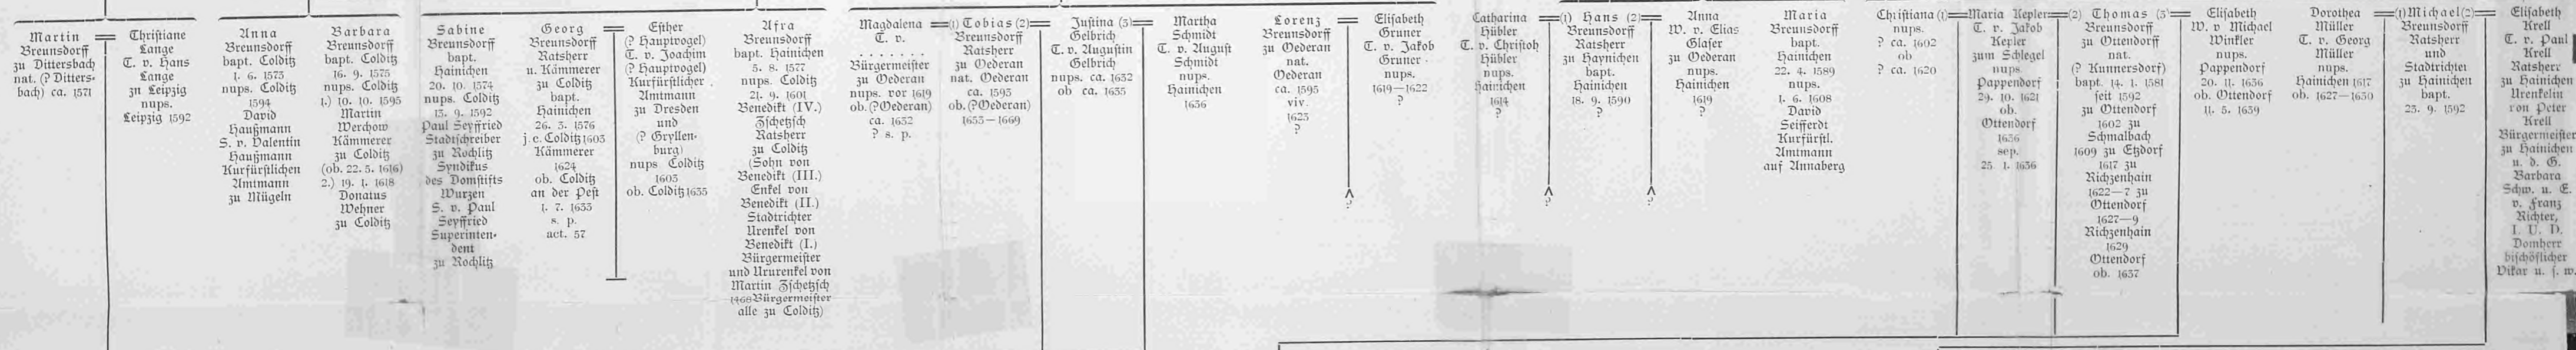 Martin
Breunsdorff
zu Dittersbach
nat. (? Ditters-
bach) ca. 1571
Christiane
Lange
T. v. Hans
Lange
zu Leipzig
nups.
Leipzig 1592
Anna
Breunsdorff
bapt. Colditz
1. 6. 1573
nups. Colditz
1594
David
Haußmann
S. v. Valentin
Haußmann
Kurfürstlichen
Amtmann
zu Mügeln
Barbara
Breunsdorff
bapt. Colditz
16. 9. 1575
nups. Colditz
1.) 10. 10. 1595
Martin
Werchow
Kämmerer
zu Colditz
(ob. 22. 5. 1616)
2.) 19. 1. 1618
Donatus
Wehner
zu Colditz
Sabine
Breunsdorff
bapt.
Hainichen
20. 10. 1574
nups. Colditz
13. 9. 1592
Paul Seyffried
Stadtschreiber
zu Rochlitz
Syndikus
des Domstifts
Wurzen
S. v. Paul
Seyffried
Superinten-
dent
zu Rochlitz
Georg
Breunsdorff
Ratsherr
u. Kämmerer
zu Colditz
bapt.
Hainichen
26. 3. 1576
j. c. Colditz 1603
Kämmerer
1624
ob. Colditz
an der Pest
1. 7. 1633
s. p.
aet. 57
Esther
(? Hauptvogel)
T. v. Joachim
(? Hauptvogel)
Kurfürstlicher
Amtmann
zu Dresden
und
(? Gryllen-
burg)
nups Colditz
1603
ob. Colditz 1633
Afra
Breunsdorff
bapt. Hainichen
5. 8. 1577
nups. Colditz
21. 9. 1601
Benedikt (IV.)
Zschetzsch
Ratsherr
zu Colditz
(Sohn von
Benedikt (III.)
Enkel von
Benedikt (II.)
Stadtrichter
Urenkel von
Benedikt (I.)
Bürgermeister
und Ururenkel von
Martin Zschetzsch
1468 Bürgermeister
alle zu Colditz)
Magdalena
T. v.
. . . . . . .
Bürgermeister
zu Oederan
nups. vor 1619
ob. (? Oederan)
ca. 1632
? s. p.
(1) Tobias (2)
Breunsdorff
Ratsherr
zu Oederan
nat. Oederan
ca. 1593
ob. (? Oederan)
1653—1669
Justina (3)
Gelbrich
T. v. Augustin
Gelbrich
nups. ca. 1632
ob ca. 1635
Martha
Schmidt
T. v. August
Schmidt
nups.
Hainichen
1636
Lorenz
Breunsdorff
zu Oederan
nat.
Oederan
ca. 1595
viv.
1623
?
Elisabeth
Gruner
T. v. Jakob
Gruner
nups.
1619—1622
?
?
Catharina
Hübler
T. v. Christoh
Hübler
nups.
Hainichen
1614
?
(1) Hans (2)
Breunsdorff
Ratsherr
zu Haynichen
bapt.
Hainichen
18. 9. 1590
?
?
Anna
W. v. Elias
Glaser
zu Oederan
nups.
Hainichen
1619
?
?
Maria
Breunsdorff
bapt.
Hainichen
22. 4. 1589
nups.
1. 6. 1608
David
Seifferdt
Kurfürstl.
Amtmann
auf Annaberg
Christiana (1)
nups.
? ca. 1602
ob
? ca. 1620
Maria Kepler
T. v. Jakob
Kepler
zum Schlegel
nups.
Pappendorf
29. 10. 1621
ob.
Ottendorf
1636
sep.
25. 1. 1636
(2) Thomas (3)
Breunsdorff
zu Ottendorf
nat.
(? Kunnersdorf)
bapt. 14. 1. 1581
seit 1592
zu Ottendorf
1602 zu
Schmalbach
1609 zu Etzdorf
1617 zu
Richzenhain
1622—7 zu
Ottendorf
1627—9
Richzenhain
1629
Ottendorf
ob. 1637
Elisabeth
W. v Michael
Winkler
nups.
Pappendorf
20. 11. 1636
ob. Ottendorf
11. 5. 1639
Dorothea
Müller
T. v. Georg
Müller
nups.
Hainichen 1617
ob. 1627—1630
(1) Michael (2)
Breunsdorff
Ratsherr
und
Stadtrichter
zu Hainichen
bapt.
23. 9. 1592
Elisabeth
Krell
T. v. Paul
Krell
Ratsherr
zu Hainichen
Urenkelin
von Peter
Krell
Bürgermeister
zu Hainichen
u. d. G.
Barbara
Schw. u. E.
v. Franz
Richter,
I. U. D.
Domherr
bischöflicher
Vikar u. s. w.